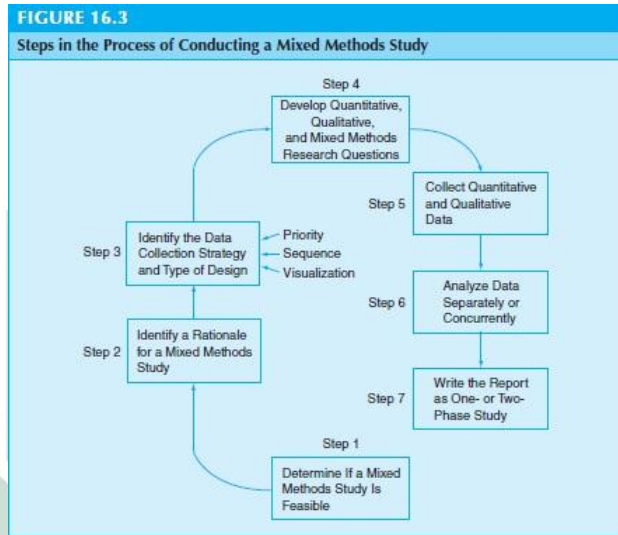 FIGURE 16.3
Steps in the Process of Conducting a Mixed Methods Study
Step 4
Develop Quantitative,
Qualitative,
and Mixed Methods
Research Questions
Step 5
Collect Quantitative
and Qualitative
Data
Step 3
Identify the Data
Collection Strategy
and Type of Design
Priority
Sequence
Visualization
Step 6
Analyze Data
Separately or
Concurrently
Step 2
Identify a Rationale
for a Mixed Methods
Study
Step 7
Write the Report
as One- or Two-
Phase Study
Step 1
Determine If a Mixed
Methods Study Is
Feasible